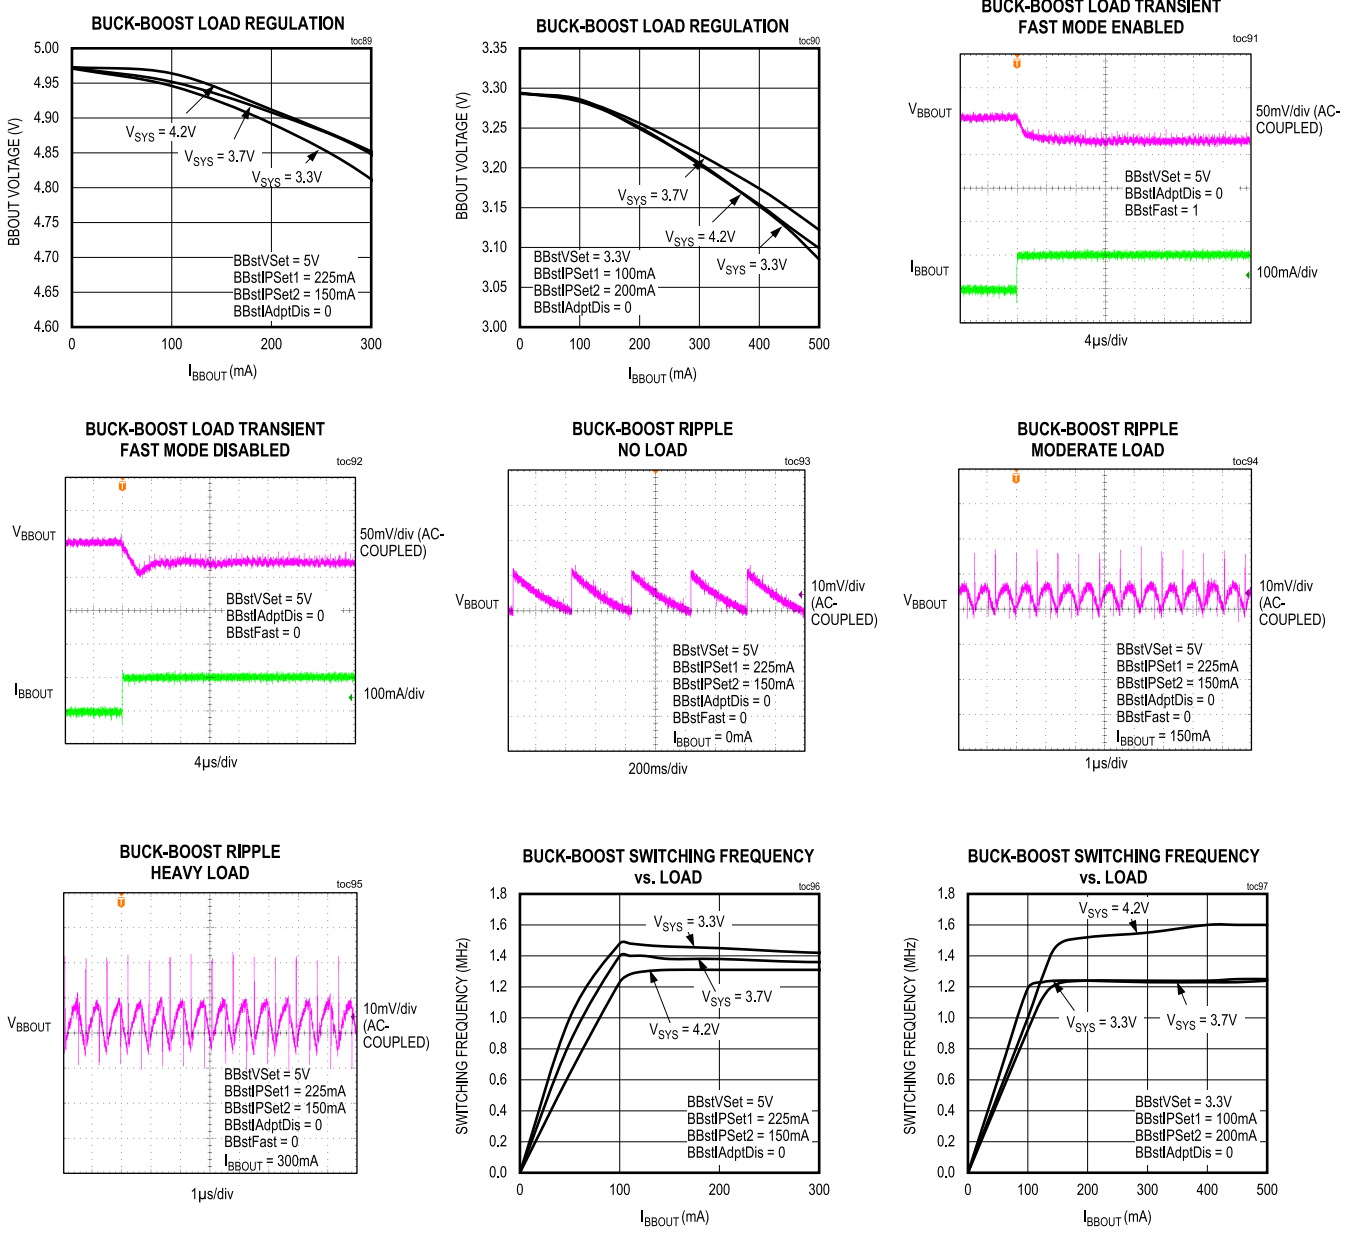 BUCK-BOOST LOAD REGULATION
toc89
5.00
4.95
4.90
4.85
4.80
4.75
4.70
4.65
4.60
BBOUT VOLTAGE (V)
VSYS = 4.2V
VSYS = 3.7V
VSYS = 3.3V
BBstVSet = 5V
BBstIPSet1 = 225mA
BBstIPSet2 = 150mA
BBstIAdptDis = 0
0 100 200 300
IBBOUT (mA)
BUCK-BOOST LOAD REGULATION
toc90
3.35
3.30
3.25
3.20
3.15
3.10
3.05
3.00
BBOUT VOLTAGE (V)
VSYS = 3.7V
VSYS = 4.2V
VSYS = 3.3V
BBstVSet = 3.3V
BBstIPSet1 = 100mA
BBstIPSet2 = 200mA
BBstIAdptDis = 0
0 100 200 300 400 500
IBBOUT (mA)
BUCK-BOOST LOAD TRANSIENT
FAST MODE ENABLED
toc91
T
VBBOUT
50mV/div (AC-
COUPLED)
BBstVSet = 5V
BBstIAdptDis = 0
BBstFast = 1
IBBOUT
100mA/div
4µs/div
BUCK-BOOST LOAD TRANSIENT
FAST MODE DISABLED
toc92
T
VBBOUT
50mV/div (AC-
COUPLED)
BBstVSet = 5V
BBstIAdptDis = 0
BBstFast = 0
IBBOUT
100mA/div
4µs/div
BUCK-BOOST RIPPLE
NO LOAD
toc93
VBBOUT
10mV/div
(AC-
COUPLED)
BBstVSet = 5V
BBstIPSet1 = 225mA
BBstIPSet2 = 150mA
BBstIAdptDis = 0
BBstFast = 0
IBBOUT = 0mA
200ms/div
BUCK-BOOST RIPPLE
MODERATE LOAD
toc94
T
VBBOUT
10mV/div
(AC-
COUPLED)
BBstVSet = 5V
BBstIPSet1 = 225mA
BBstIPSet2 = 150mA
BBstIAdptDis = 0
BBstFast = 0
IBBOUT = 150mA
1µs/div
BUCK-BOOST RIPPLE
HEAVY LOAD
toc95
T
VBBOUT
10mV/div
(AC-
COUPLED)
BBstVSet = 5V
BBstIPSet1 = 225mA
BBstIPSet2 = 150mA
BBstIAdptDis = 0
BBstFast = 0
IBBOUT = 300mA
1µs/div
BUCK-BOOST SWITCHING FREQUENCY
vs. LOAD
toc96
1.8
1.6
1.4
1.2
1.0
0.8
0.6
0.4
0.2
0.0
SWITCHING FREQUENCY (MHz)
VSYS = 3.3V
VSYS = 3.7V
VSYS = 4.2V
BBstVSet = 5V
BBstIPSet1 = 225mA
BBstIPSet2 = 150mA
BBstIAdptDis = 0
0 100 200 300
IBBOUT (mA)
BUCK-BOOST SWITCHING FREQUENCY
vs. LOAD
toc97
1.8
1.6
1.4
1.2
1.0
0.8
0.6
0.4
0.2
0.0
SWITCHING FREQUENCY (MHz)
VSYS = 4.2V
VSYS = 3.3V
VSYS = 3.7V
BBstVSet = 3.3V
BBstIPSet1 = 100mA
BBstIPSet2 = 200mA
BBstIAdptDis = 0
0 100 200 300 400 500
IBBOUT (mA)